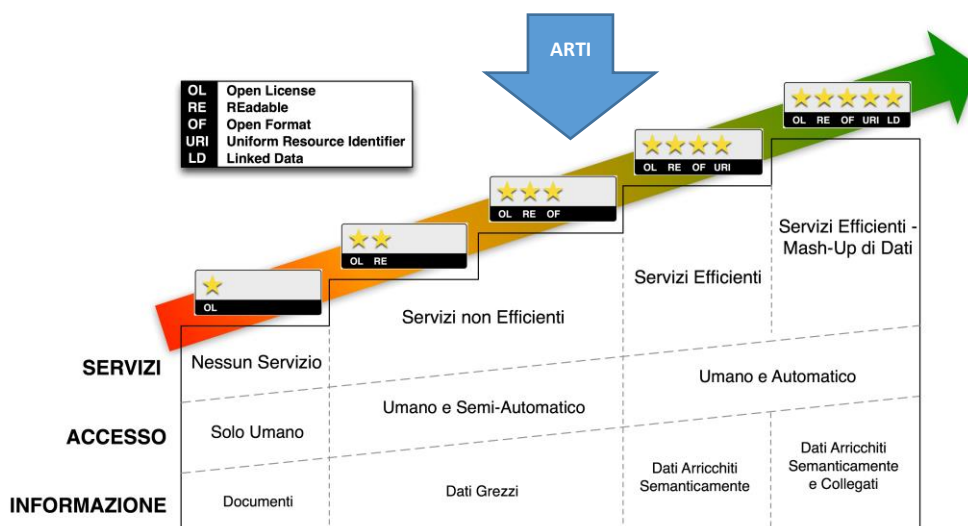 ARTI
OL Open License
RE REadable
OF Open Format
URI Uniform Resource Identifier
LD Linked Data
OL RE OF URI LD
OL RE OF URI
OL RE OF
OL RE
OL
Servizi Efficienti -
Mash-Up di Dati
Servizi Efficienti
Servizi non Efficienti
SERVIZI
Nessun Servizio
Umano e Automatico
Umano e Semi-Automatico
ACCESSO
Solo Umano
Dati Arricchiti
Semanticamente
e Collegati
Dati Arricchiti
Semanticamente
Dati Grezzi
INFORMAZIONE
Documenti